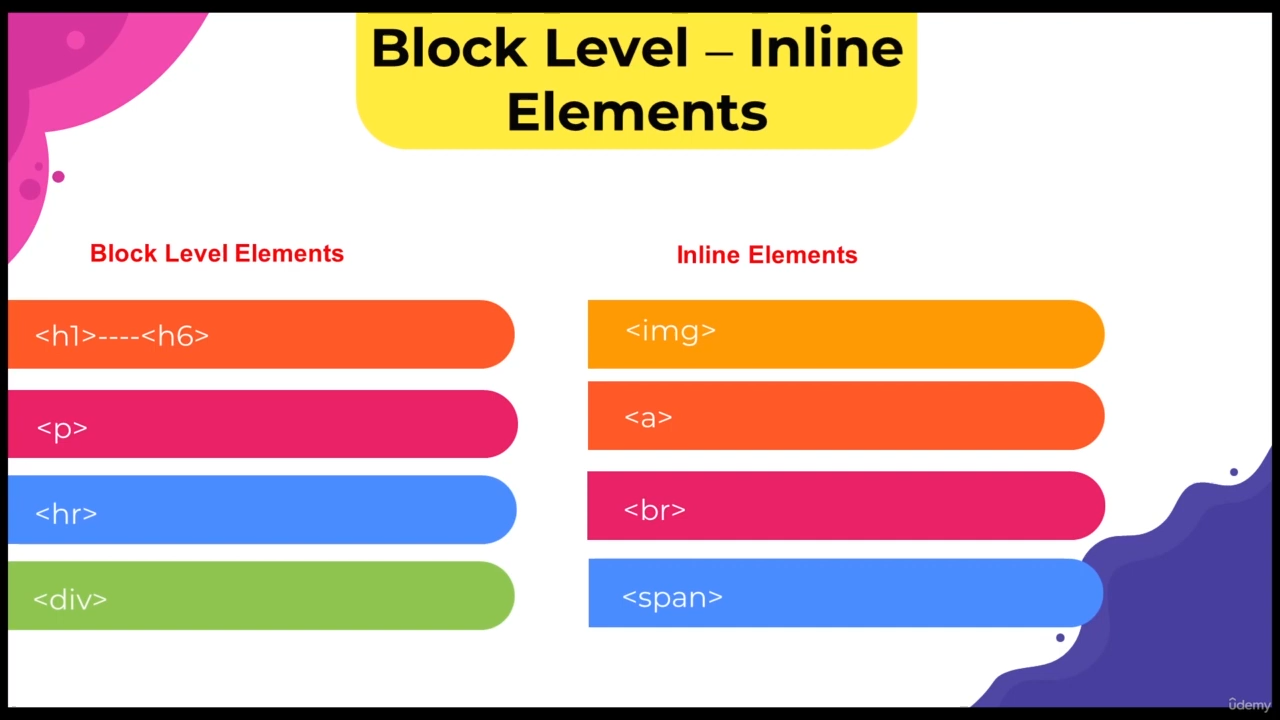 Block Level – Inline
Elements
Block Level Elements
<h1>----<h6>
<p>
<hr>
<div>
Inline Elements
<img>
<a>
<br>
<span>
ûdemy